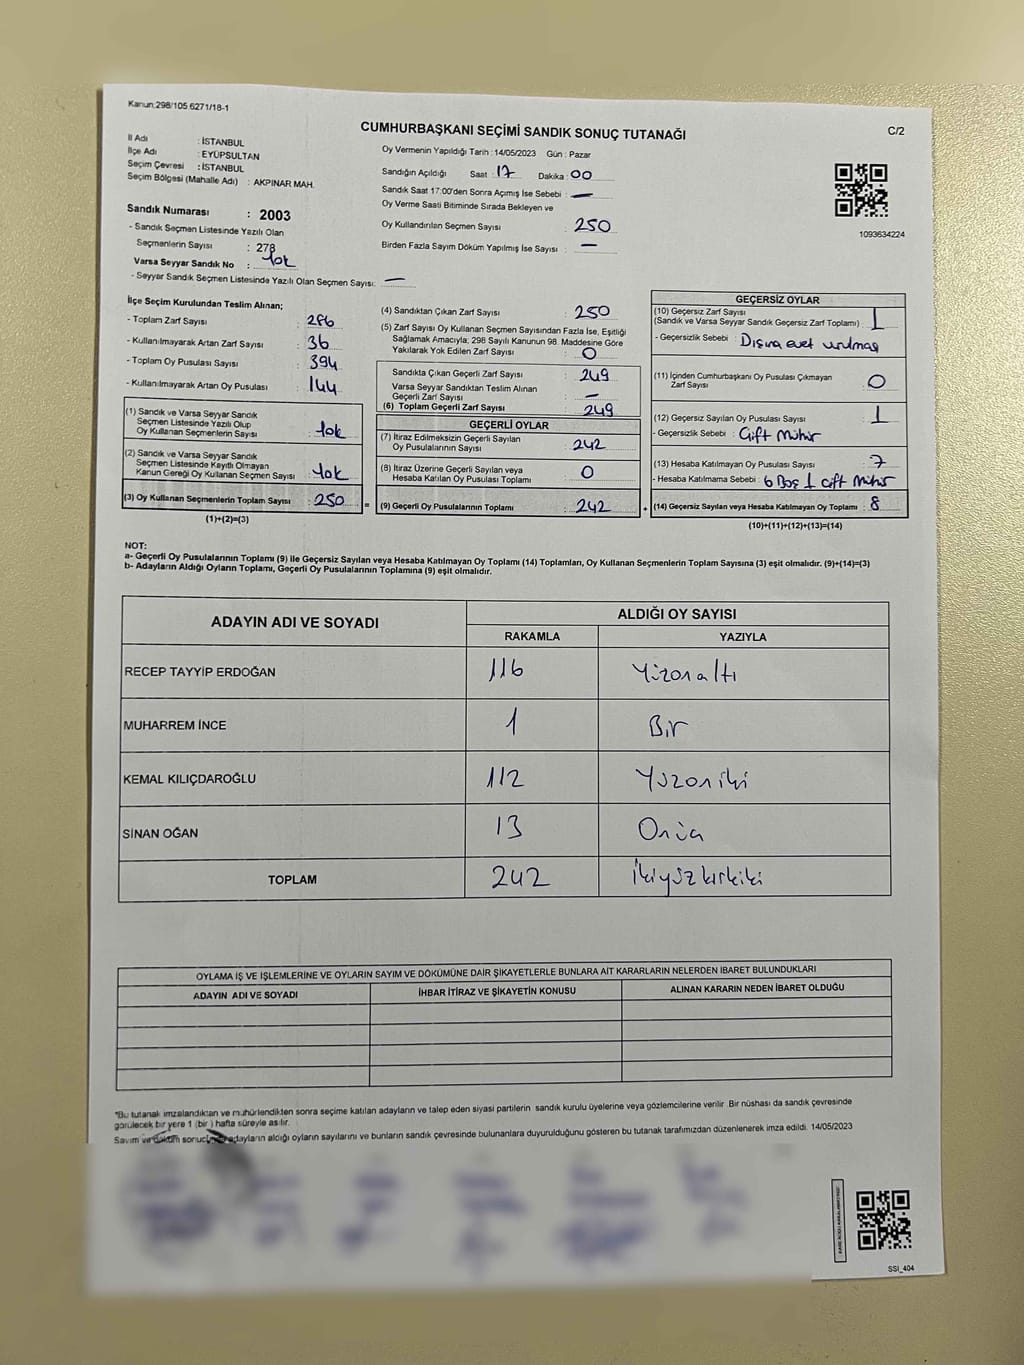 Kanun:298/105 6271/18-1
CUMHURBAŞKANI SEÇİMİ SANDIK SONUÇ TUTANAĞI
C/2
İl Adı : İSTANBUL
İlçe Adı : EYÜPSULTAN
Seçim Çevresi : İSTANBUL
Seçim Bölgesi (Mahalle Adı) : AKPINAR MAH.
Oy Vermenin Yapıldığı Tarih : 14/05/2023 Gün : Pazar
Sandığın Açıldığı Saat : 17 Dakika : 00
Sandık Saat 17:00'den Sonra Açımış İse Sebebi : —
Oy Verme Saati Bitiminde Sırada Bekleyen ve
Oy Kullandırılan Seçmen Sayısı : 250
Birden Fazla Sayım Döküm Yapılmış İse Sayısı : —
1093634224
Sandık Numarası : 2003
- Sandık Seçmen Listesinde Yazılı Olan
Seçmenlerin Sayısı : 278
Varsa Seyyar Sandık No : Yok
- Seyyar Sandık Seçmen Listesinde Yazılı Olan Seçmen Sayısı: —
İlçe Seçim Kurulundan Teslim Alınan;
- Toplam Zarf Sayısı : 286
- Kullanılmayarak Artan Zarf Sayısı : 36
- Toplam Oy Pusulası Sayısı : 394
- Kullanılmayarak Artan Oy Pusulası : 144
(1) Sandık ve Varsa Seyyar Sandık
Seçmen Listesinde Yazılı Olup
Oy Kullanan Seçmenlerin Sayısı : Yok
(2) Sandık ve Varsa Seyyar Sandık
Seçmen Listesinde Kayıtlı Olmayan
Kanun Gereği Oy Kullanan Seçmen Sayısı : Yok
(3) Oy Kullanan Seçmenlerin Toplam Sayısı : 250 =
(1)+(2)=(3)
(4) Sandıktan Çıkan Zarf Sayısı : 250
(5) Zarf Sayısı Oy Kullanan Seçmen Sayısından Fazla İse, Eşitliği
Sağlamak Amacıyla; 298 Sayılı Kanunun 98. Maddesine Göre
Yakılarak Yok Edilen Zarf Sayısı : 0
Sandıkta Çıkan Geçerli Zarf Sayısı : 249
Varsa Seyyar Sandıktan Teslim Alınan
Geçerli Zarf Sayısı : —
(6) Toplam Geçerli Zarf Sayısı : 249
GEÇERLİ OYLAR
(7) İtiraz Edilmeksizin Geçerli Sayılan
Oy Pusulasının Sayısı : 242
(8) İtiraz Üzerine Geçerli Sayılan veya
Hesaba Katılan Oy Pusulası Toplamı : 0
(9) Geçerli Oy Pusulalarının Toplamı : 242 +
GEÇERSİZ OYLAR
(10) Geçersiz Zarf Sayısı
(Sandık ve Varsa Seyyar Sandık Geçersiz Zarf Toplamı) : 1
- Geçersizlik Sebebi : Dışına evet vurulmaş
(11) İçinden Cumhurbaşkanı Oy Pusulası Çıkmayan
Zarf Sayısı : 0
(12) Geçersiz Sayılan Oy Pusulası Sayısı : 1
- Geçersizlik Sebebi : Çift Mühür
(13) Hesaba Katılmayan Oy Pusulası Sayısı : 7
- Hesaba Katılmama Sebebi : 6 Boş 1 Çift Mühür
(14) Geçersiz Sayılan veya Hesaba Katılmayan Oy Toplamı : 8
(10)+(11)+(12)+(13)=(14)
NOT:
a- Geçerli Oy Pusulalarının Toplamı (9) ile Geçersiz Sayılan veya Hesaba Katılmayan Oy Toplamı (14) Toplamları, Oy Kullanan Seçmenlerin Toplam Sayısına (3) eşit olmalıdır. (9)+(14)=(3)
b- Adayların Aldığı Oyların Toplamı, Geçerli Oy Pusulalarının Toplamına (9) eşit olmalıdır.
ADAYIN ADI VE SOYADI ALDIĞI OY SAYISI
RAKAMLA YAZIYLA
RECEP TAYYİP ERDOĞAN 116 Yüzonaltı
MUHARREM İNCE 1 Bir
KEMAL KILIÇDAROĞLU 112 Yüzoniki
SİNAN OĞAN 13 Onüç
TOPLAM 242 İkiyüzkırkiki
OYLAMA İŞ VE İŞLEMLERİNE VE OYLARIN SAYIM VE DÖKÜMÜNE DAİR ŞİKAYETLERLE BUNLARA AİT KARARLARIN NELERDEN İBARET BULUNDUKLARI
ADAYIN ADI VE SOYADI İHBAR İTİRAZ VE ŞİKAYETİN KONUSU ALINAN KARARIN NEDEN İBARET OLDUĞU
*Bu tutanak imzalandıktan ve mühürlendikten sonra seçime katılan adayların ve talep eden siyasi partilerin sandık kurulu üyelerine veya gözlemcilerine verilir. Bir nüshası da sandık çevresinde
görülecek bir yere 1 (bir) hafta süreyle asılır.
Sayım ve döküm adayların aldığı oyların sayılarını ve bunların sandık çevresinde bulunanlara duyurulduğunu gösteren bu tutanak tarafımızdan düzenlenerek imza edildi. 14/05/2023
SSI_404